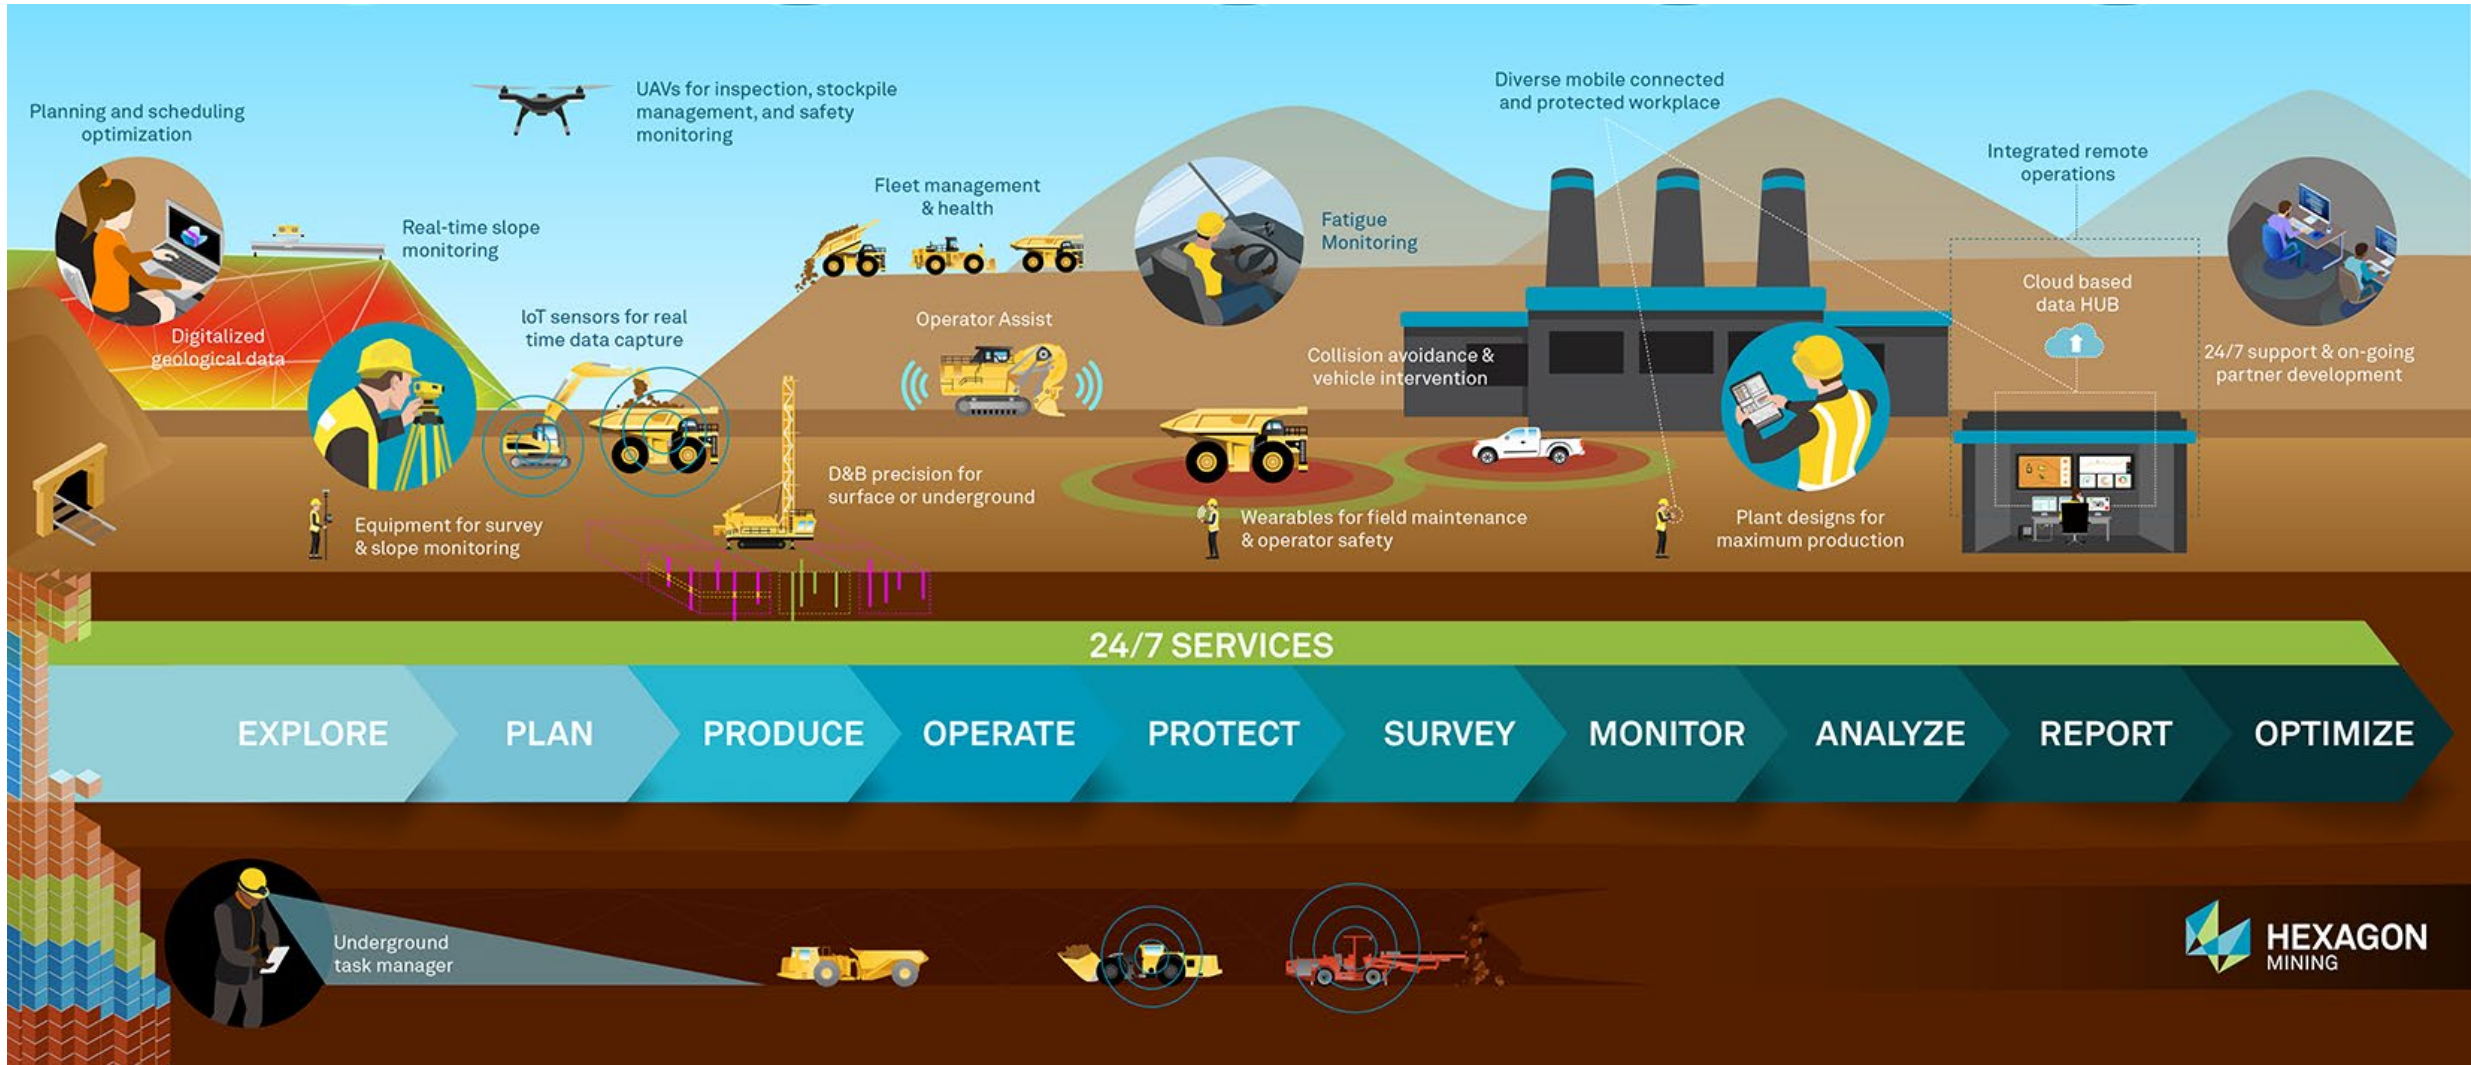 Planning and scheduling
optimization
UAVs for inspection, stockpile
management, and safety
monitoring
Diverse mobile connected
and protected workplace
Integrated remote
operations
Fleet management
& health
Real-time slope
monitoring
Fatigue
Monitoring
Cloud based
data HUB
Digitalized
geological data
IoT sensors for real
time data capture
Operator Assist
Collision avoidance &
vehicle intervention
24/7 support & on-going
partner development
D&B precision for
surface or underground
Equipment for survey
& slope monitoring
Wearables for field maintenance
& operator safety
Plant designs for
maximum production
24/7 SERVICES
EXPLORE
PLAN
PRODUCE
OPERATE
PROTECT
SURVEY
MONITOR
ANALYZE
REPORT
OPTIMIZE
Underground
task manager
HEXAGON
MINING